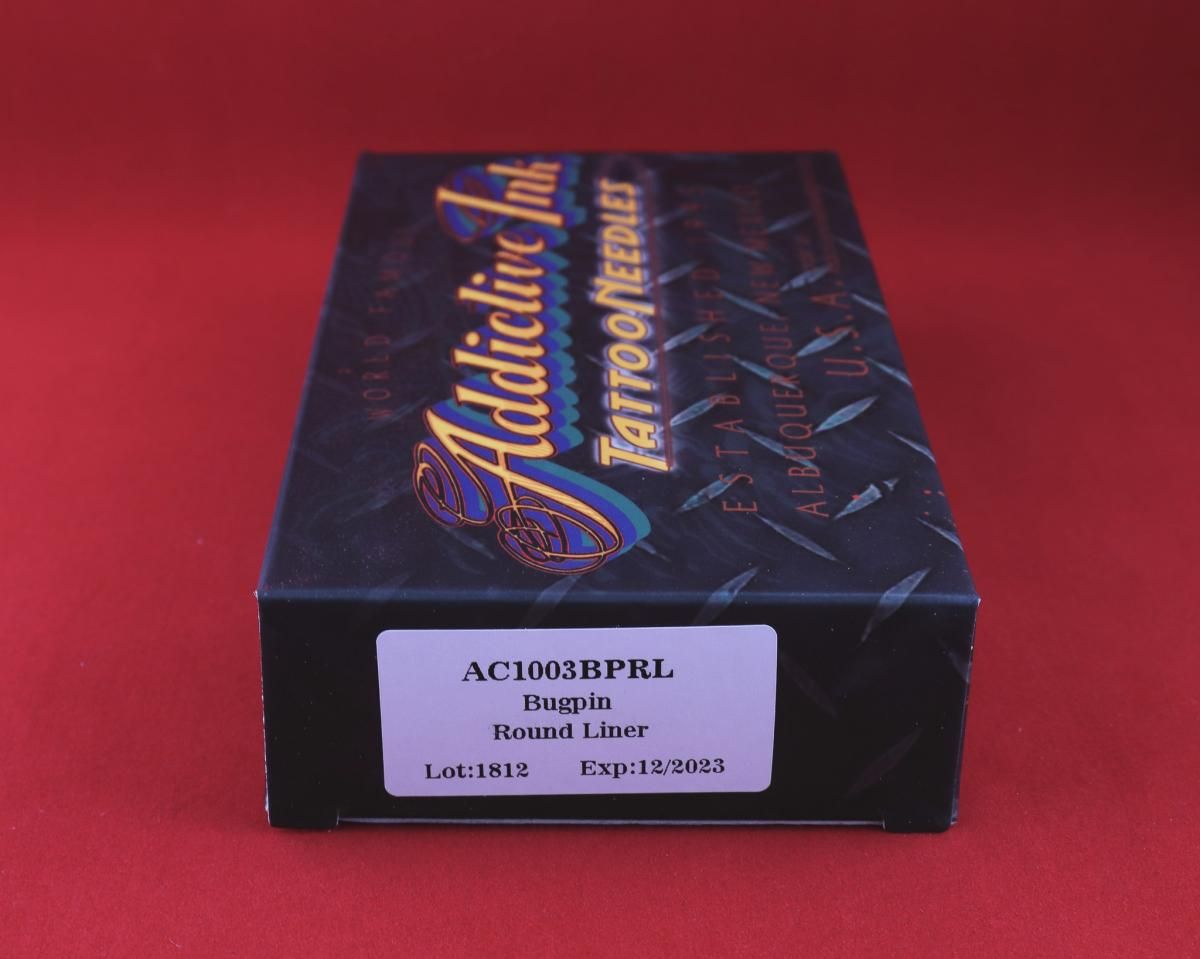 WORLD FAMOUS
Addictive Ink
TATTOO NEEDLES
ESTABLISHED 1995
ALBUQUERQUE NEW MEXICO
U.S.A.
AC1003BPRL
Bugpin
Round Liner
Lot:1812 Exp:12/2023